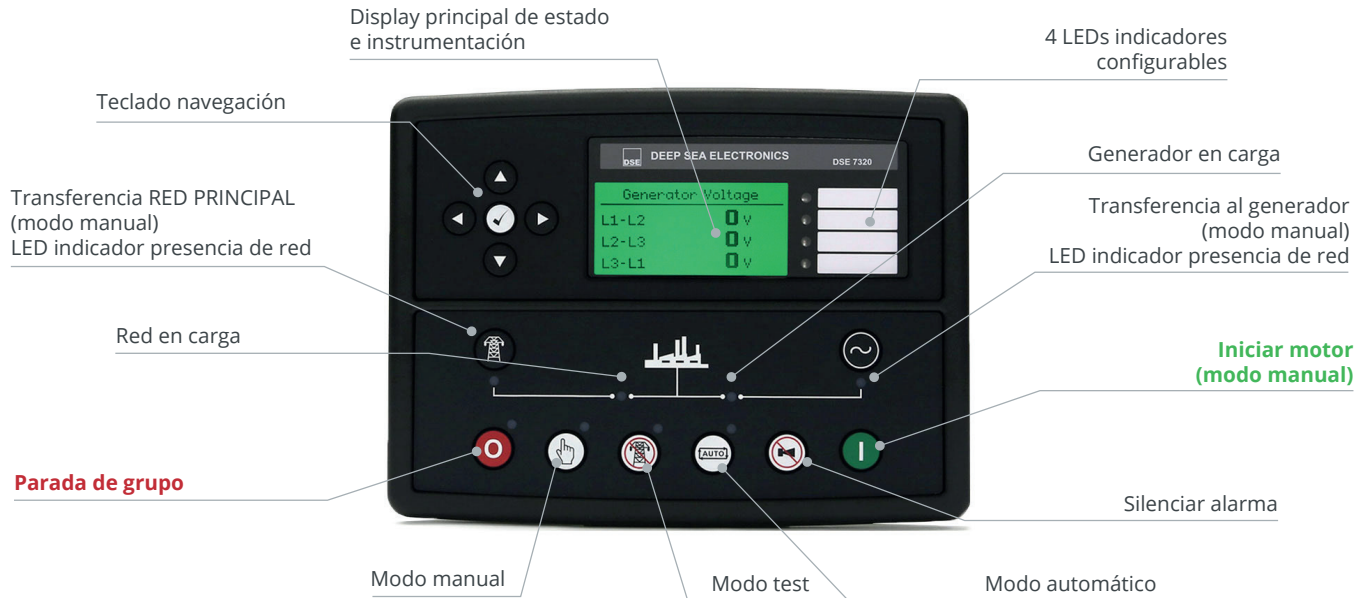 Display principal de estado
e instrumentación
4 LEDs indicadores
configurables
Teclado navegación
Generador en carga
Transferencia RED PRINCIPAL
(modo manual)
LED indicador presencia de red
Transferencia al generador
(modo manual)
LED indicador presencia de red
DSE DEEP SEA ELECTRONICS DSE 7320
Generator Voltage
L1-L2 0 V
L2-L3 0 V
L3-L1 0 V
Red en carga
Iniciar motor
(modo manual)
O AUTO I
Parada de grupo
Silenciar alarma
Modo manual
Modo test
Modo automático